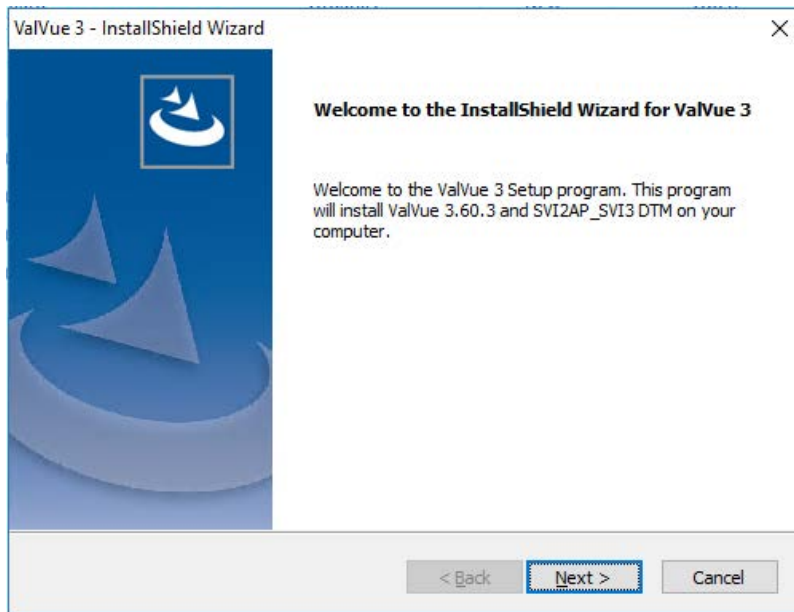 ValVue 3 - InstallShield Wizard
Welcome to the InstallShield Wizard for ValVue 3
Welcome to the ValVue 3 Setup program. This program
will install ValVue 3.60.3 and SVI2AP_SVI3 DTM on your
computer.
< Back
Next >
Cancel